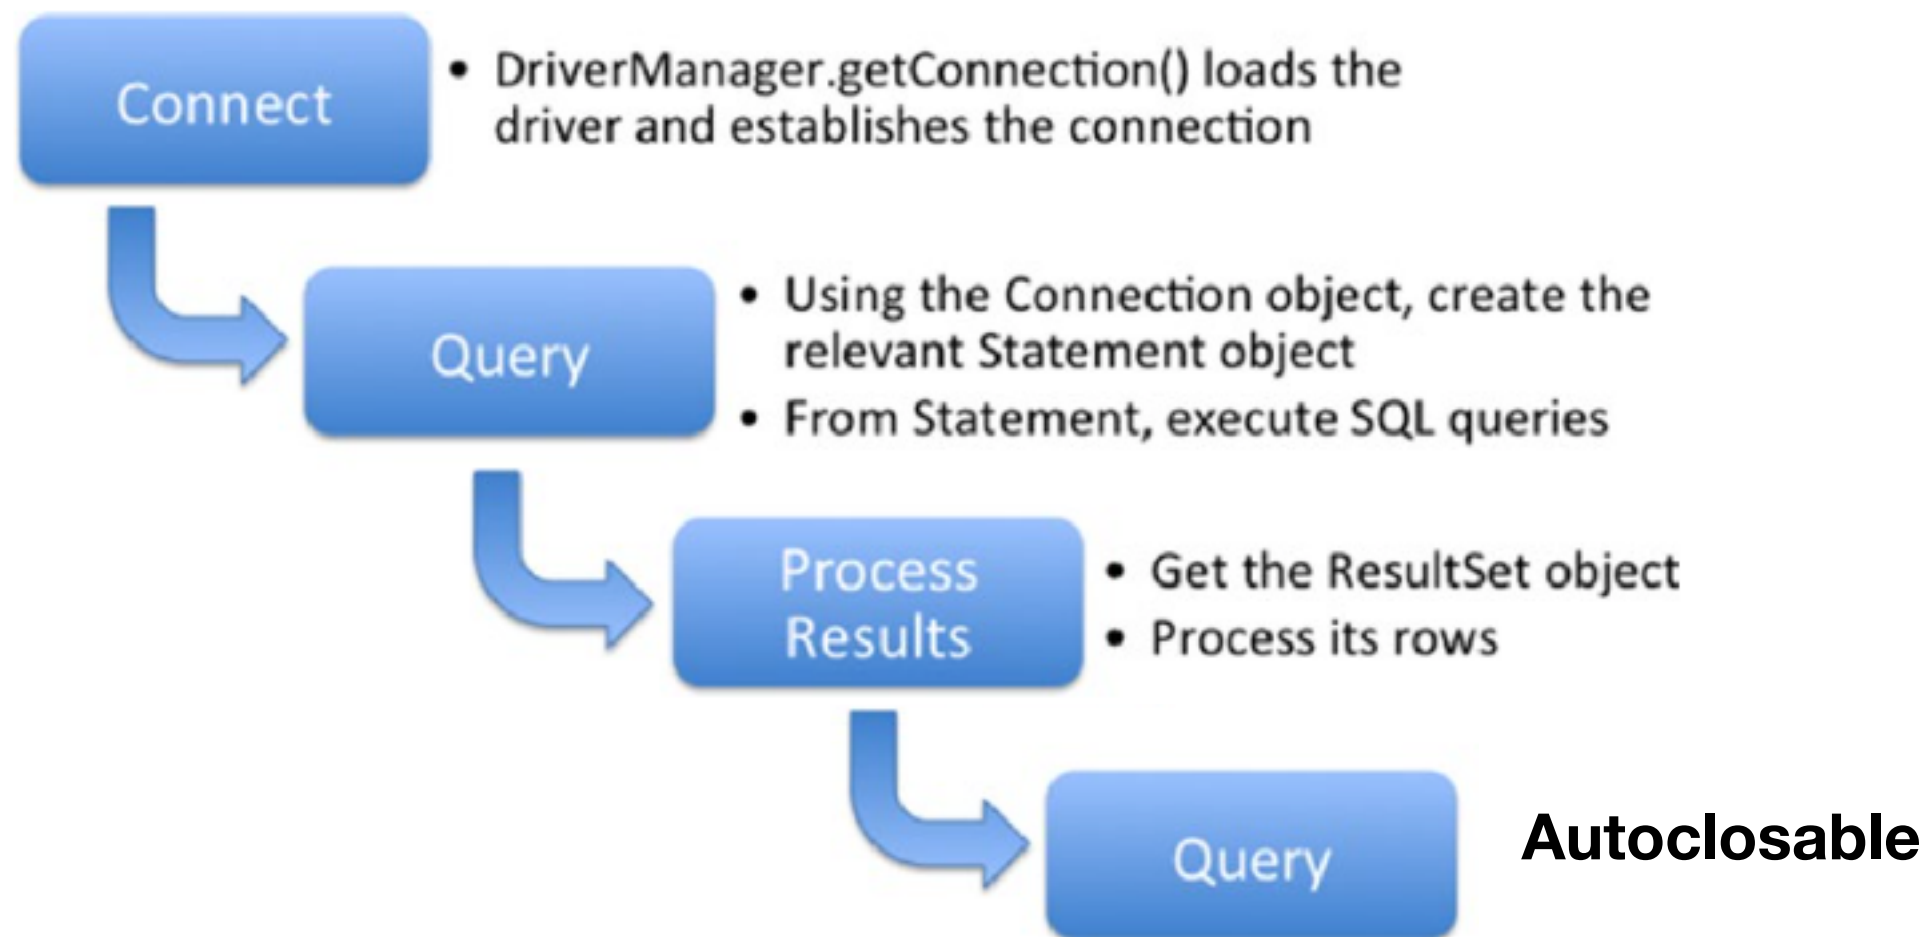 Connect
• DriverManager.getConnection() loads the
driver and establishes the connection
Query
• Using the Connection object, create the
relevant Statement object
• From Statement, execute SQL queries
Process
Results
• Get the ResultSet object
• Process its rows
Query
Autoclosable